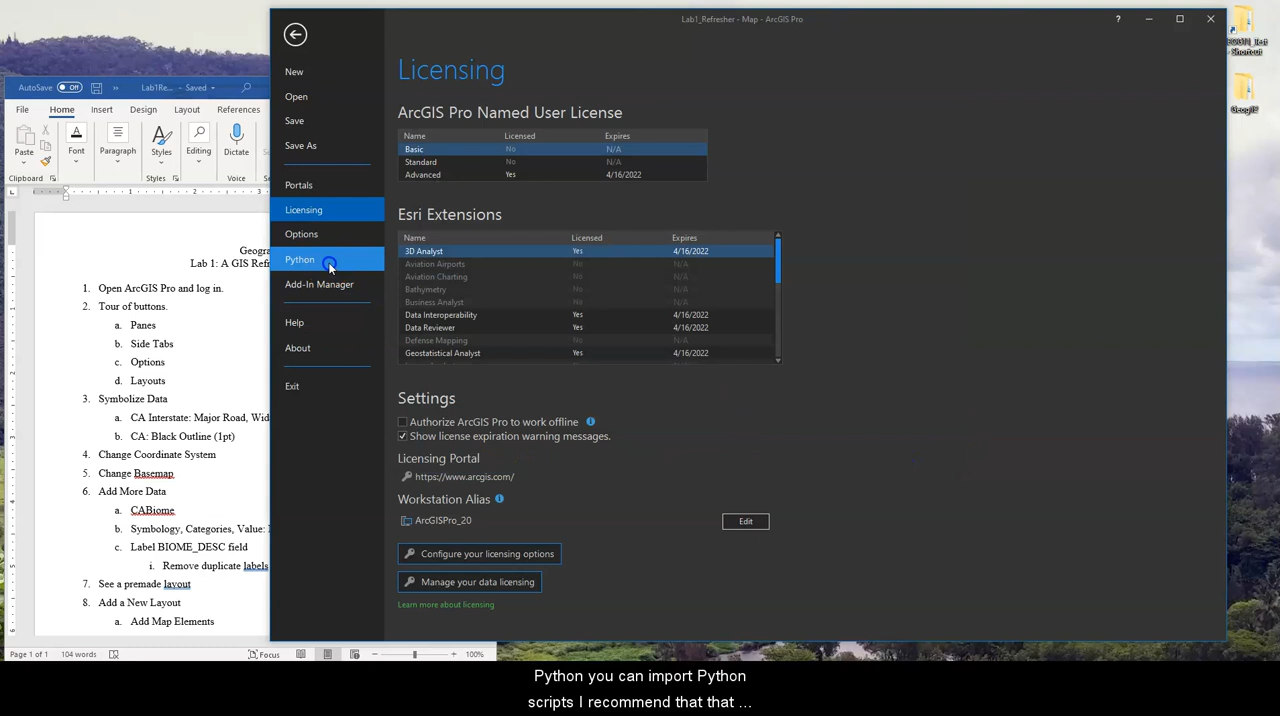 Lab1_Refresher - Map - ArcGIS Pro
?
AutoSave Off Lab1Re... - Saved
File Home Insert Design Layout References
Paste Font Paragraph Styles Editing Dictate
Clipboard Styles Voice
Lab 1: A GIS Refr
1. Open ArcGIS Pro and log in.
2. Tour of buttons.
a. Panes
b. Side Tabs
c. Options
d. Layouts
3. Symbolize Data
a. CA Interstate: Major Road, Wid
b. CA: Black Outline (1pt)
4. Change Coordinate System
5. Change Basemap
6. Add More Data
a. CABiome
b. Symbology, Categories, Value:
c. Label BIOME_DESC field
i. Remove duplicate labels
7. See a premade layout
8. Add a New Layout
a. Add Map Elements
Page 1 of 1 104 words Focus 100%
New
Open
Save
Save As
Portals
Licensing
Options
Python
Add-In Manager
Help
About
Exit
Licensing
ArcGIS Pro Named User License
Name Licensed Expires
Basic No N/A
Standard No N/A
Advanced Yes 4/16/2022
Esri Extensions
Name Licensed Expires
3D Analyst Yes 4/16/2022
Aviation Airports No N/A
Aviation Charting No N/A
Bathymetry No N/A
Business Analyst No N/A
Data Interoperability Yes 4/16/2022
Data Reviewer Yes 4/16/2022
Defense Mapping No N/A
Geostatistical Analyst Yes 4/16/2022
Settings
Authorize ArcGIS Pro to work offline
Show license expiration warning messages.
Licensing Portal
https://www.arcgis.com/
Workstation Alias
ArcGISPro_20 Edit
Configure your licensing options
Manage your data licensing
Learn more about licensing
Shortcut
Python you can import Python
scripts I recommend that that ...